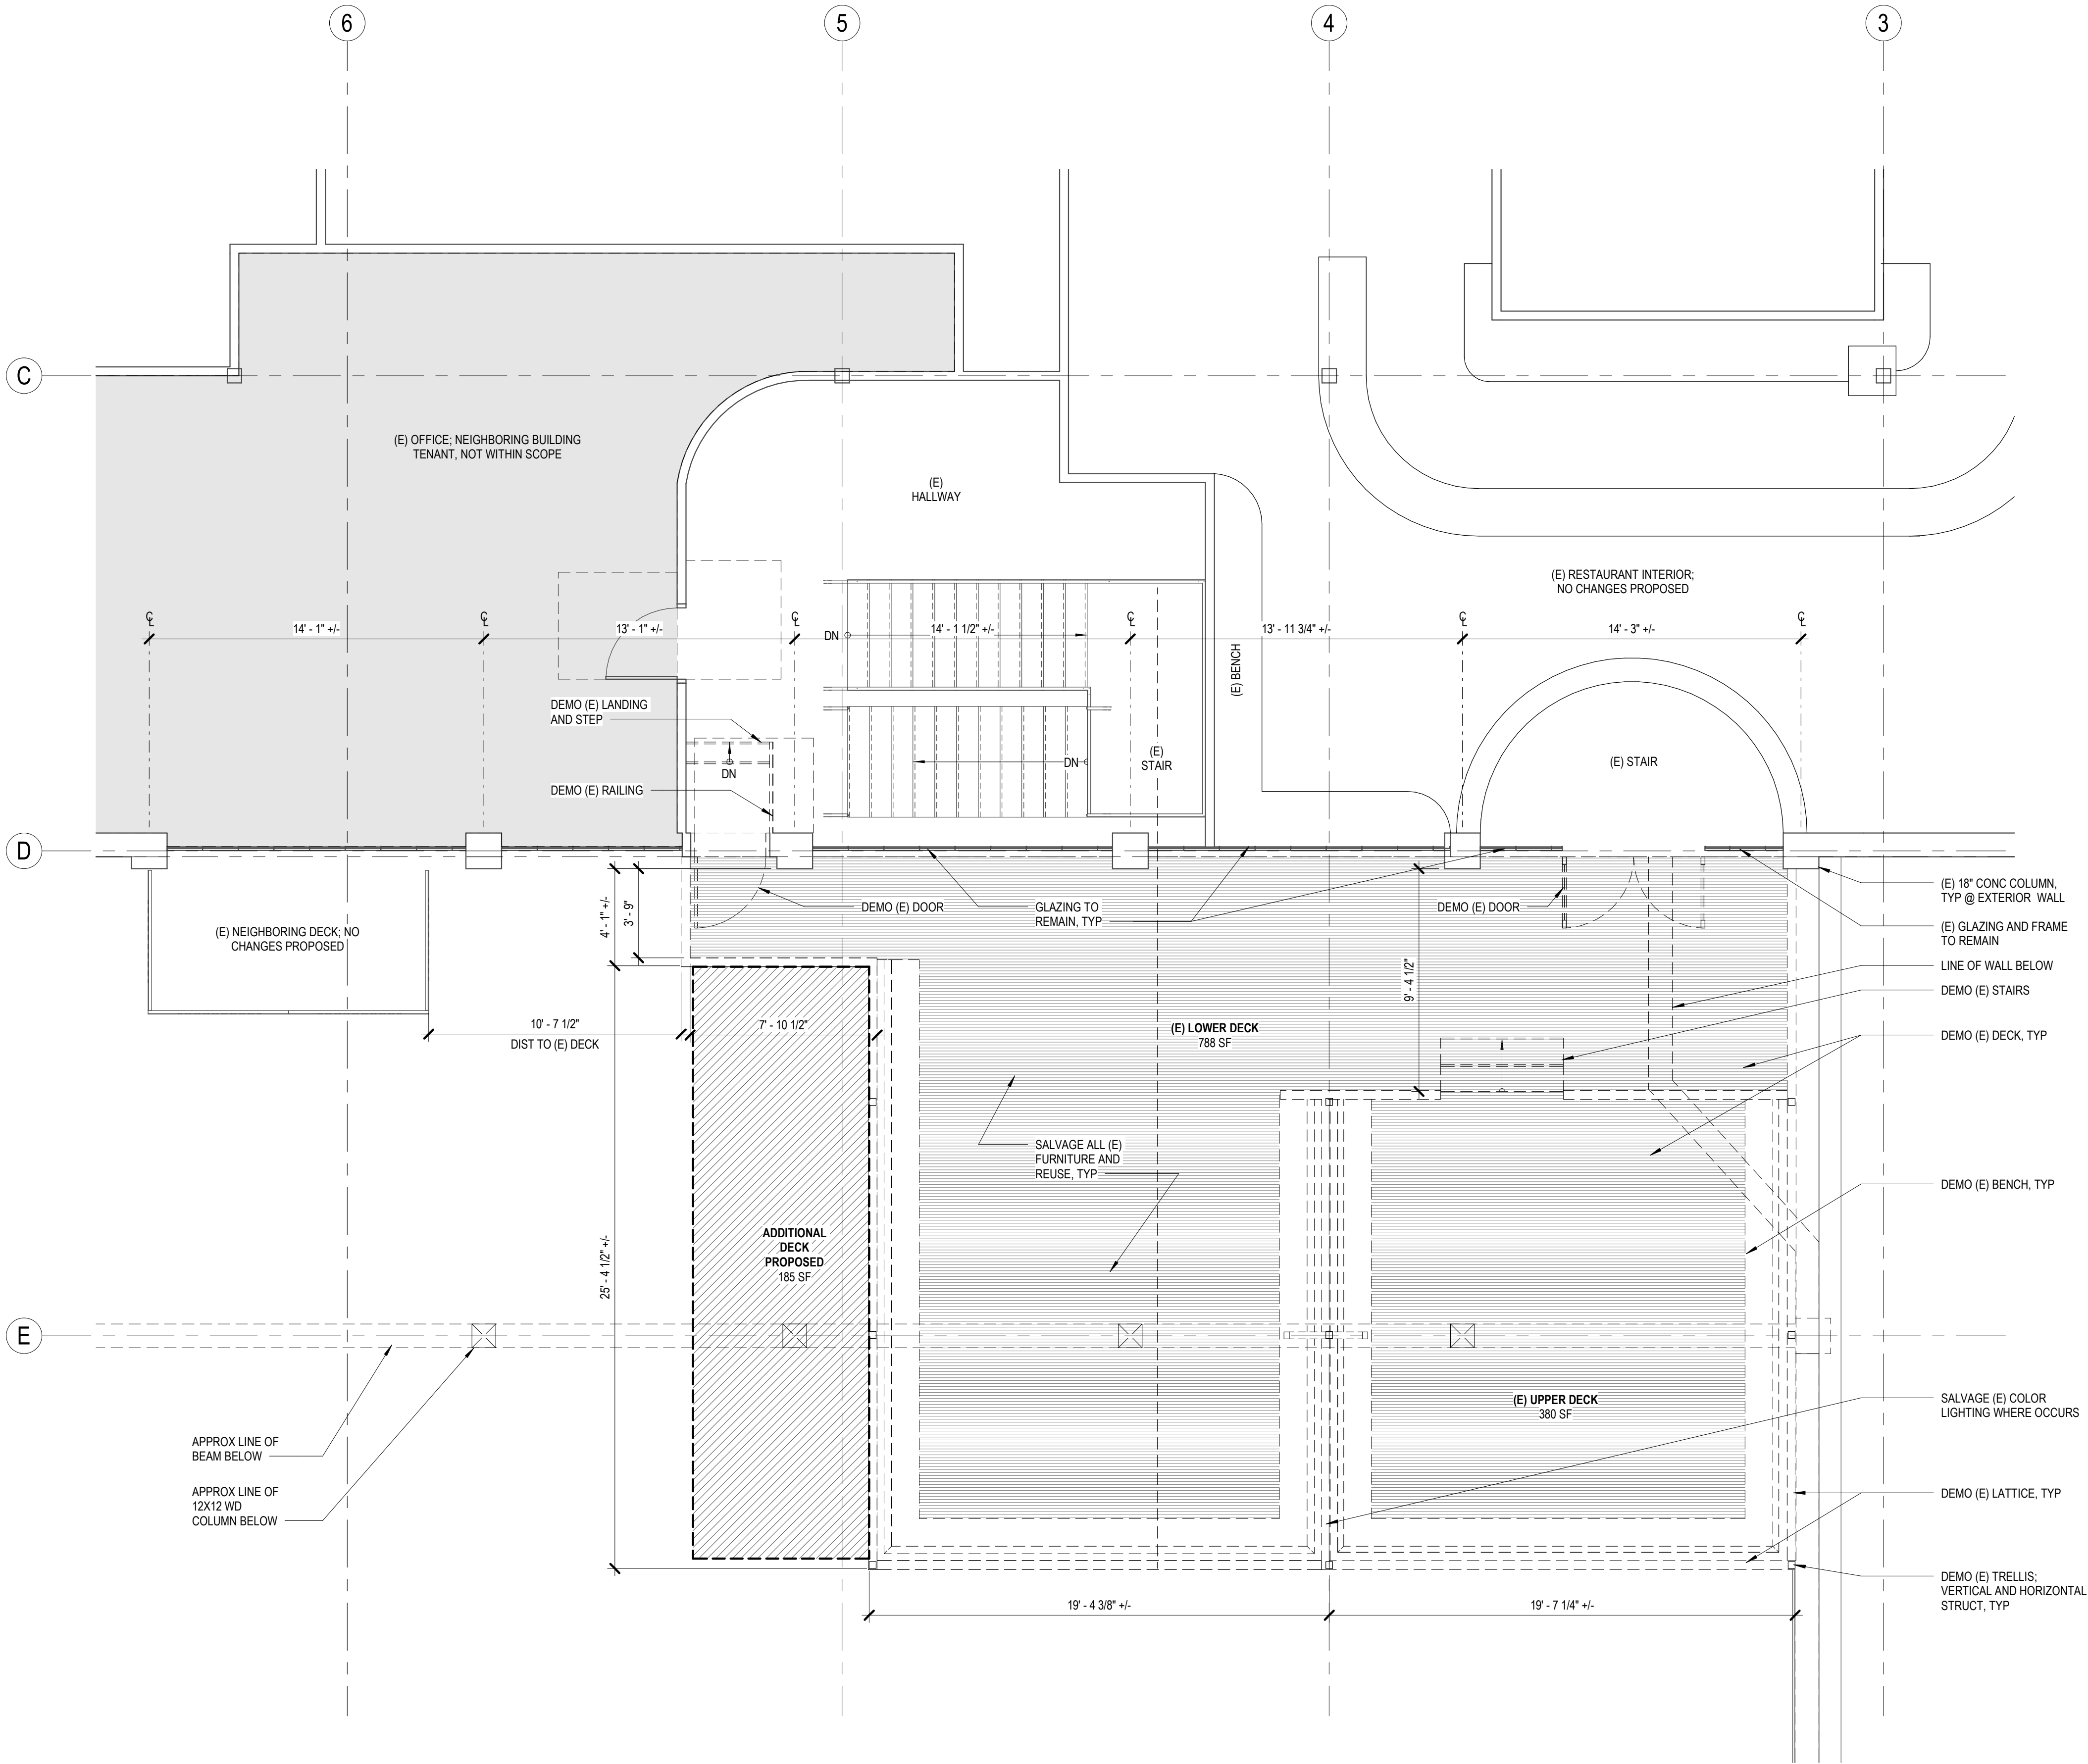 6
5
4
3
C
(E) OFFICE; NEIGHBORING BUILDING
TENANT, NOT WITHIN SCOPE
(E)
HALLWAY
(E) RESTAURANT INTERIOR;
NO CHANGES PROPOSED
℄
℄
℄
℄
℄
℄
14' - 1" +/-
13' - 1" +/-
DN
14' - 1 1/2" +/-
13' - 11 3/4" +/-
14' - 3" +/-
(E) BENCH
DEMO (E) LANDING
AND STEP
DN
DN
(E)
STAIR
(E) STAIR
DEMO (E) RAILING
D
(E) 18" CONC COLUMN,
TYP @ EXTERIOR WALL
DEMO (E) DOOR
GLAZING TO
REMAIN, TYP
DEMO (E) DOOR
4' - 1" +/-
3' - 9"
(E) NEIGHBORING DECK; NO
CHANGES PROPOSED
(E) GLAZING AND FRAME
TO REMAIN
LINE OF WALL BELOW
9' - 4 1/2"
DEMO (E) STAIRS
10' - 7 1/2"
DIST TO (E) DECK
7' - 10 1/2"
(E) LOWER DECK
788 SF
DEMO (E) DECK, TYP
SALVAGE ALL (E)
FURNITURE AND
REUSE, TYP
DEMO (E) BENCH, TYP
25' - 4 1/2" +/-
ADDITIONAL
DECK
PROPOSED
185 SF
E
(E) UPPER DECK
380 SF
SALVAGE (E) COLOR
LIGHTING WHERE OCCURS
APPROX LINE OF
BEAM BELOW
APPROX LINE OF
12X12 WD
COLUMN BELOW
DEMO (E) LATTICE, TYP
DEMO (E) TRELLIS;
VERTICAL AND HORIZONTAL
STRUCT, TYP
19' - 4 3/8" +/-
19' - 7 1/4" +/-